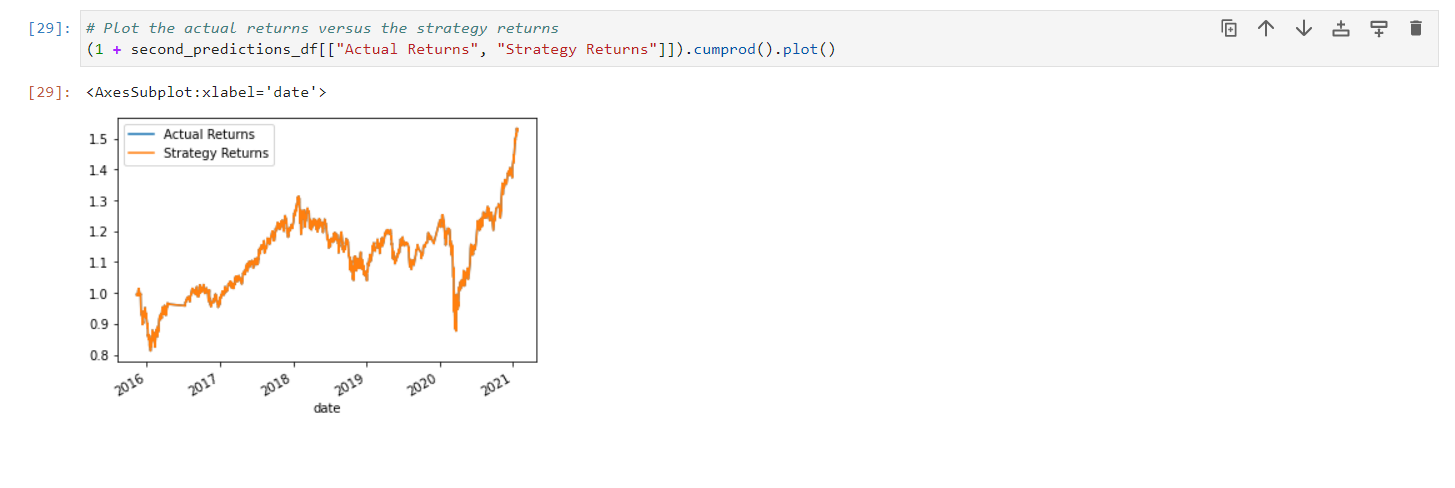 [29]: # Plot the actual returns versus the strategy returns
(1 + second_predictions_df[["Actual Returns", "Strategy Returns"]]).cumprod().plot()
[29]: <AxesSubplot:xlabel='date'>
Actual Returns
Strategy Returns
1.5
1.4
1.3
1.2
1.1
1.0
0.9
0.8
2016 2017 2018 2019 2020 2021
date